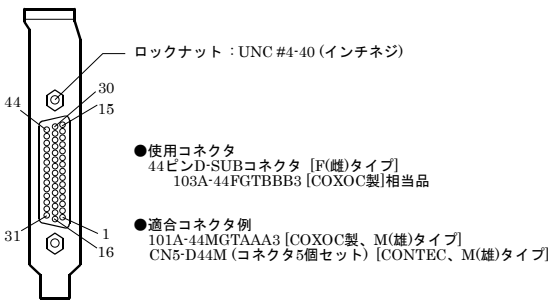 ロックナット：UNC #4-40 (インチネジ)
30
44
15
●使用コネクタ
44ピンD-SUBコネクタ [F(雌)タイプ]
103A-44FGTBBB3 [COXOC製]相当品
●適合コネクタ例
1
31
101A-44MGTAAA3 [COXOC製、M(雄)タイプ]
16
CN5-D44M (コネクタ5個セット) [CONTEC、M(雄)タイプ]